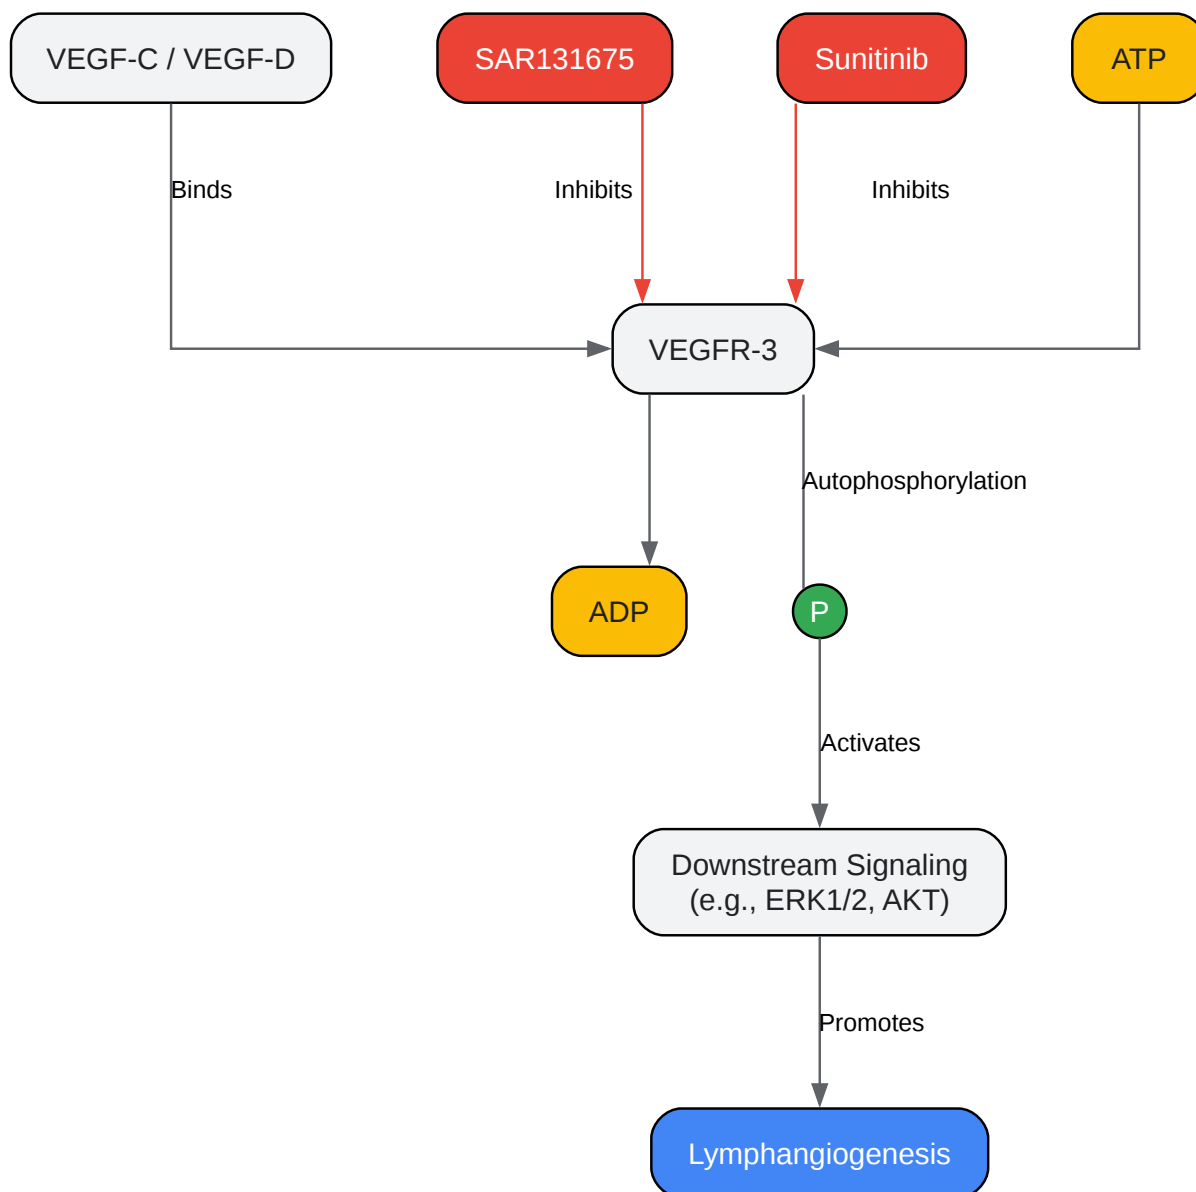 VEGF-C / VEGF-D
SAR131675
Sunitinib
ATP
Binds
Inhibits
Inhibits
VEGFR-3
Autophosphorylation
ADP
P
Activates
Downstream Signaling
(e.g., ERK1/2, AKT)
Promotes
Lymphangiogenesis